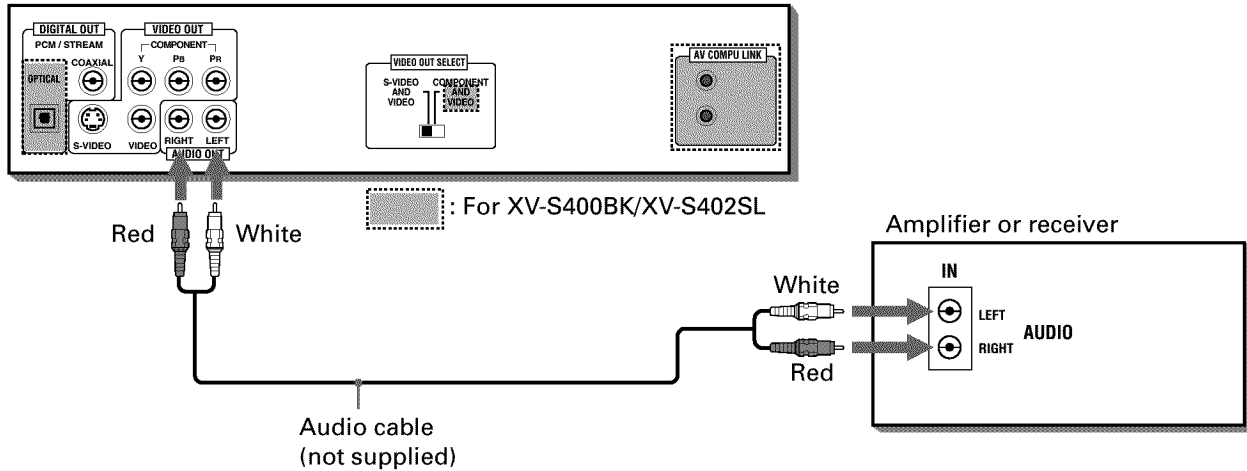 DIGITAL OUT
PCM / STREAM
OPTICAL
COAXIAL
VIDEO OUT
COMPONENT
Y PB PR
S-VIDEO
VIDEO
RIGHT LEFT
AUDIO OUT
VIDEO OUT SELECT
S-VIDEO
AND
VIDEO
COMPONENT
AND
VIDEO
AV COMPU LINK
: For XV-S400BK/XV-S402SL
Red
White
Amplifier or receiver
IN
White
LEFT
AUDIO
RIGHT
Red
Audio cable
(not supplied)